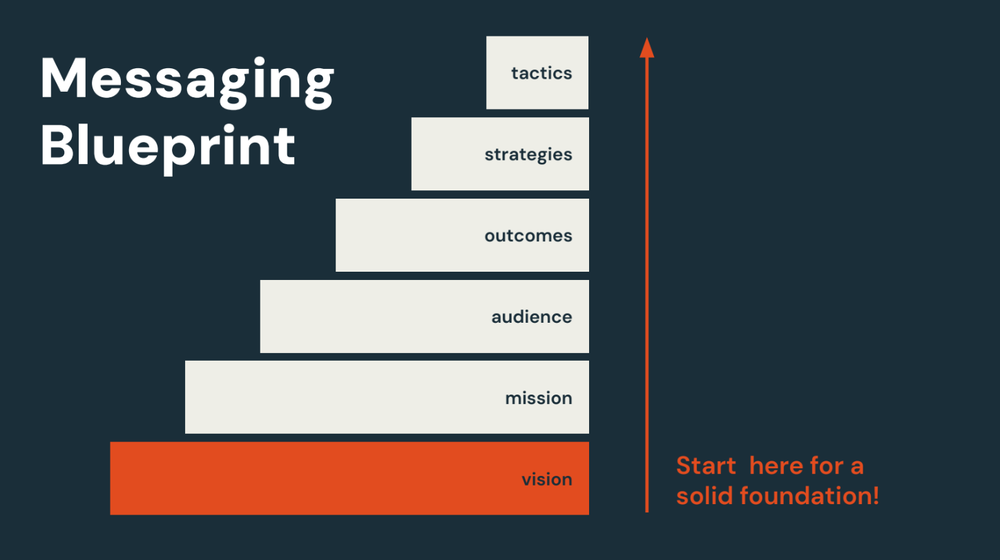 Messaging
Blueprint
tactics
strategies
outcomes
audience
mission
vision
Start  here for a
solid foundation!